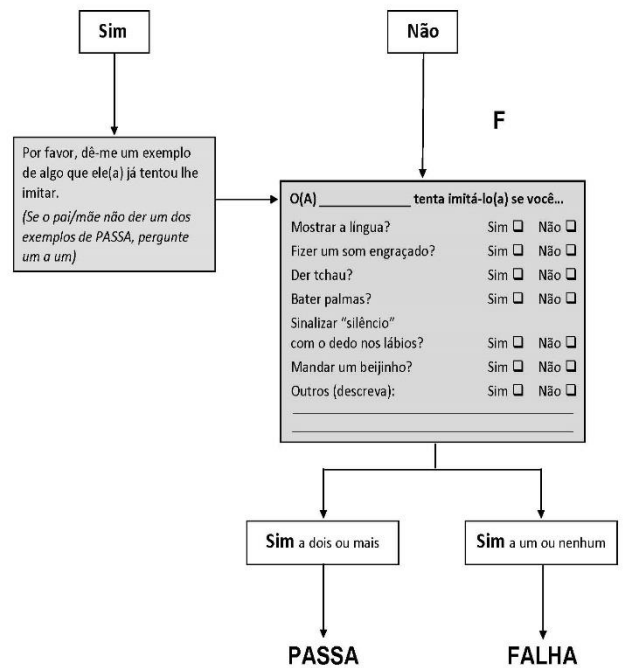 Sim
Não
F
Por favor, dê-me um exemplo
de algo que ele(a) já tentou lhe
imitar.
(Se o pai/mãe não der um dos
exemplos de PASSA, pergunte
um a um)
O(A) ______________ tenta imitá-lo(a) se você...
Mostrar a língua? Sim ❑ Não ❑
Fizer um som engraçado? Sim ❑ Não ❑
Der tchau? Sim ❑ Não ❑
Bater palmas? Sim ❑ Não ❑
Sinalizar “silêncio”
com o dedo nos lábios? Sim ❑ Não ❑
Mandar um beijinho? Sim ❑ Não ❑
Outros (descreva): Sim ❑ Não ❑
Sim a dois ou mais
Sim a um ou nenhum
PASSA
FALHA